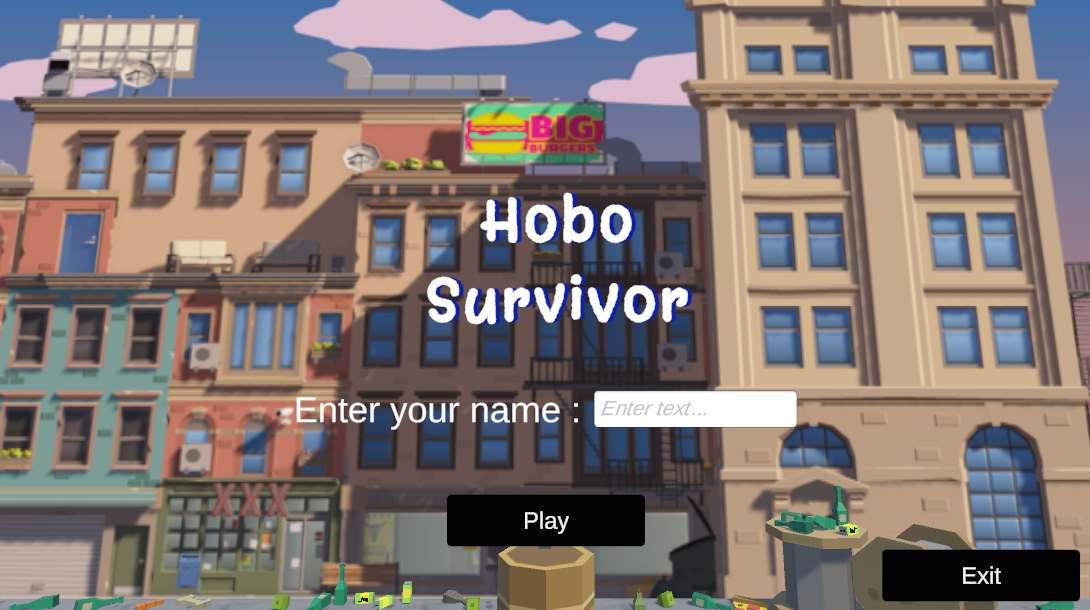 BIG
BURGERS
Hobo
Survivor
Enter your name :
Enter text...
XXX
Play
Exit